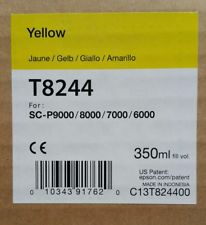 Yellow
Jaune / Gelb / Giallo / Amarillo
T8244
For :
SC-P9000 / 8000 / 7000 / 6000
CE
350ml fill vol.
US Patent:
epson.com/patent
MADE IN INDONESIA
0 10343 91762 0
C13T824400